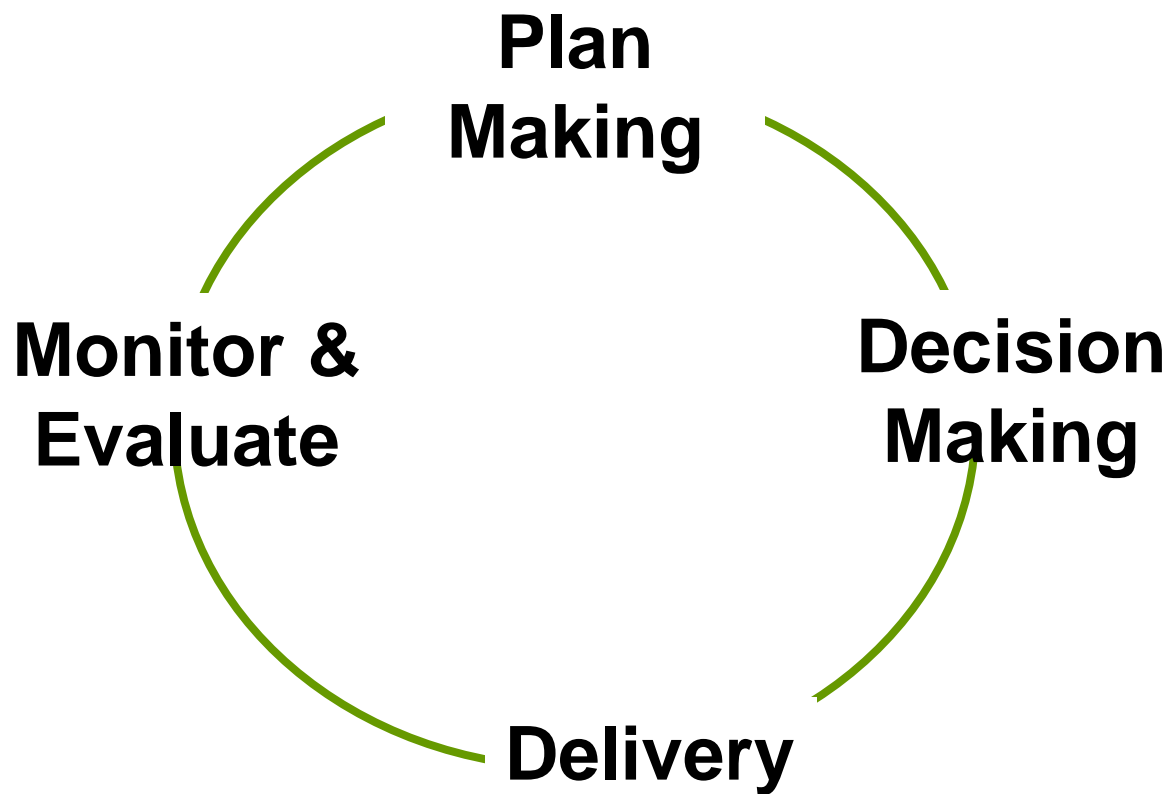 Plan
Making
Decision
Making
Delivery
Monitor &
Evaluate